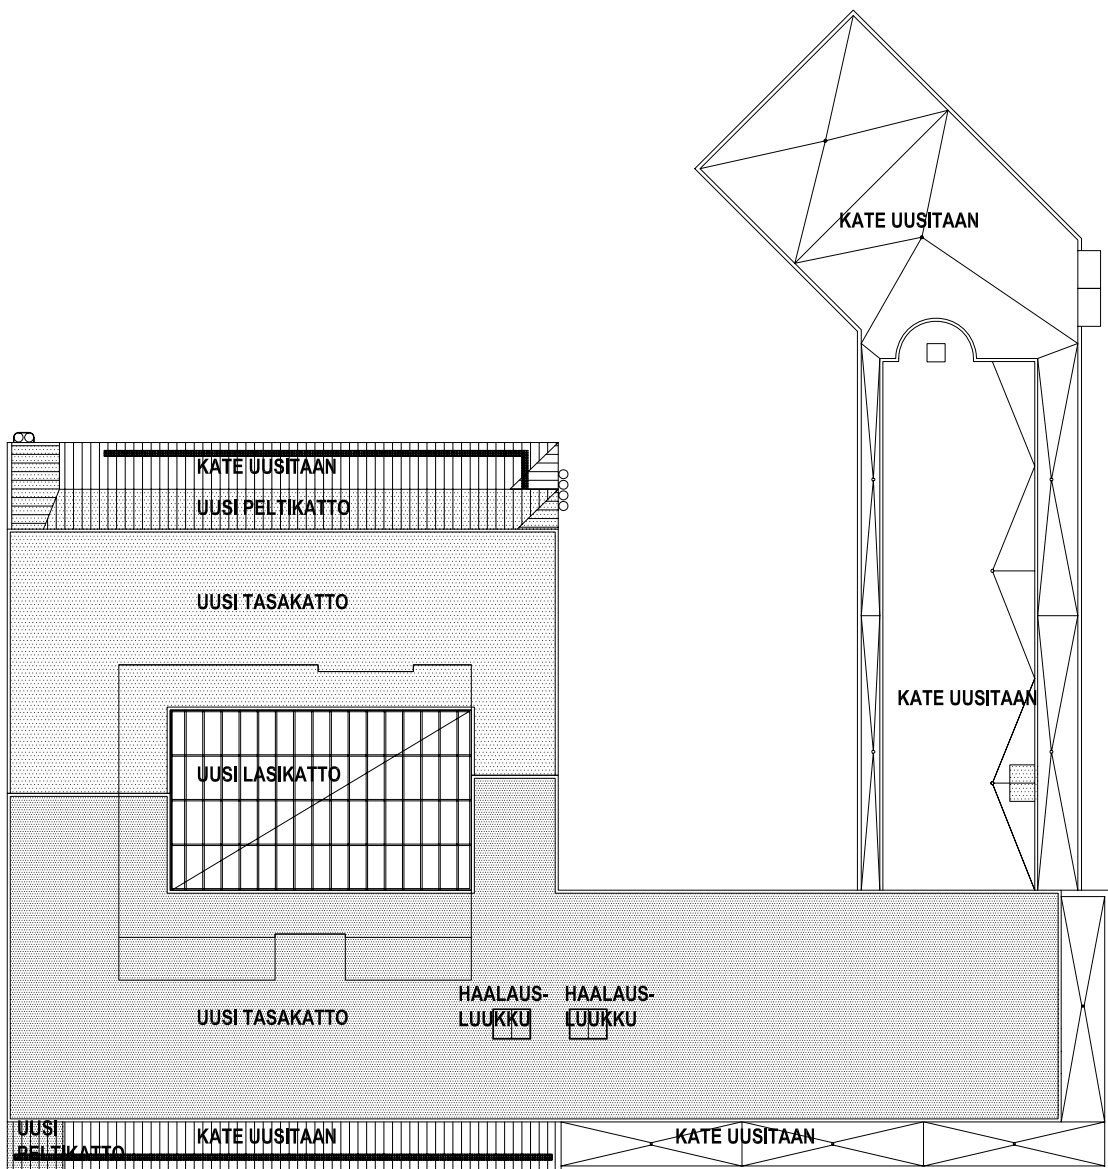 KATE UUSITAAN
KATE UUSITAAN
UUSI PELTIKATTO
UUSI TASAKATTO
KATE UUSITAAN
UUSI LASIKATTO
HAALAUS-
LUUKKU
HAALAUS-
LUUKKU
UUSI TASAKATTO
UUSI
PELTIKATTO
KATE UUSITAAN
KATE UUSITAAN